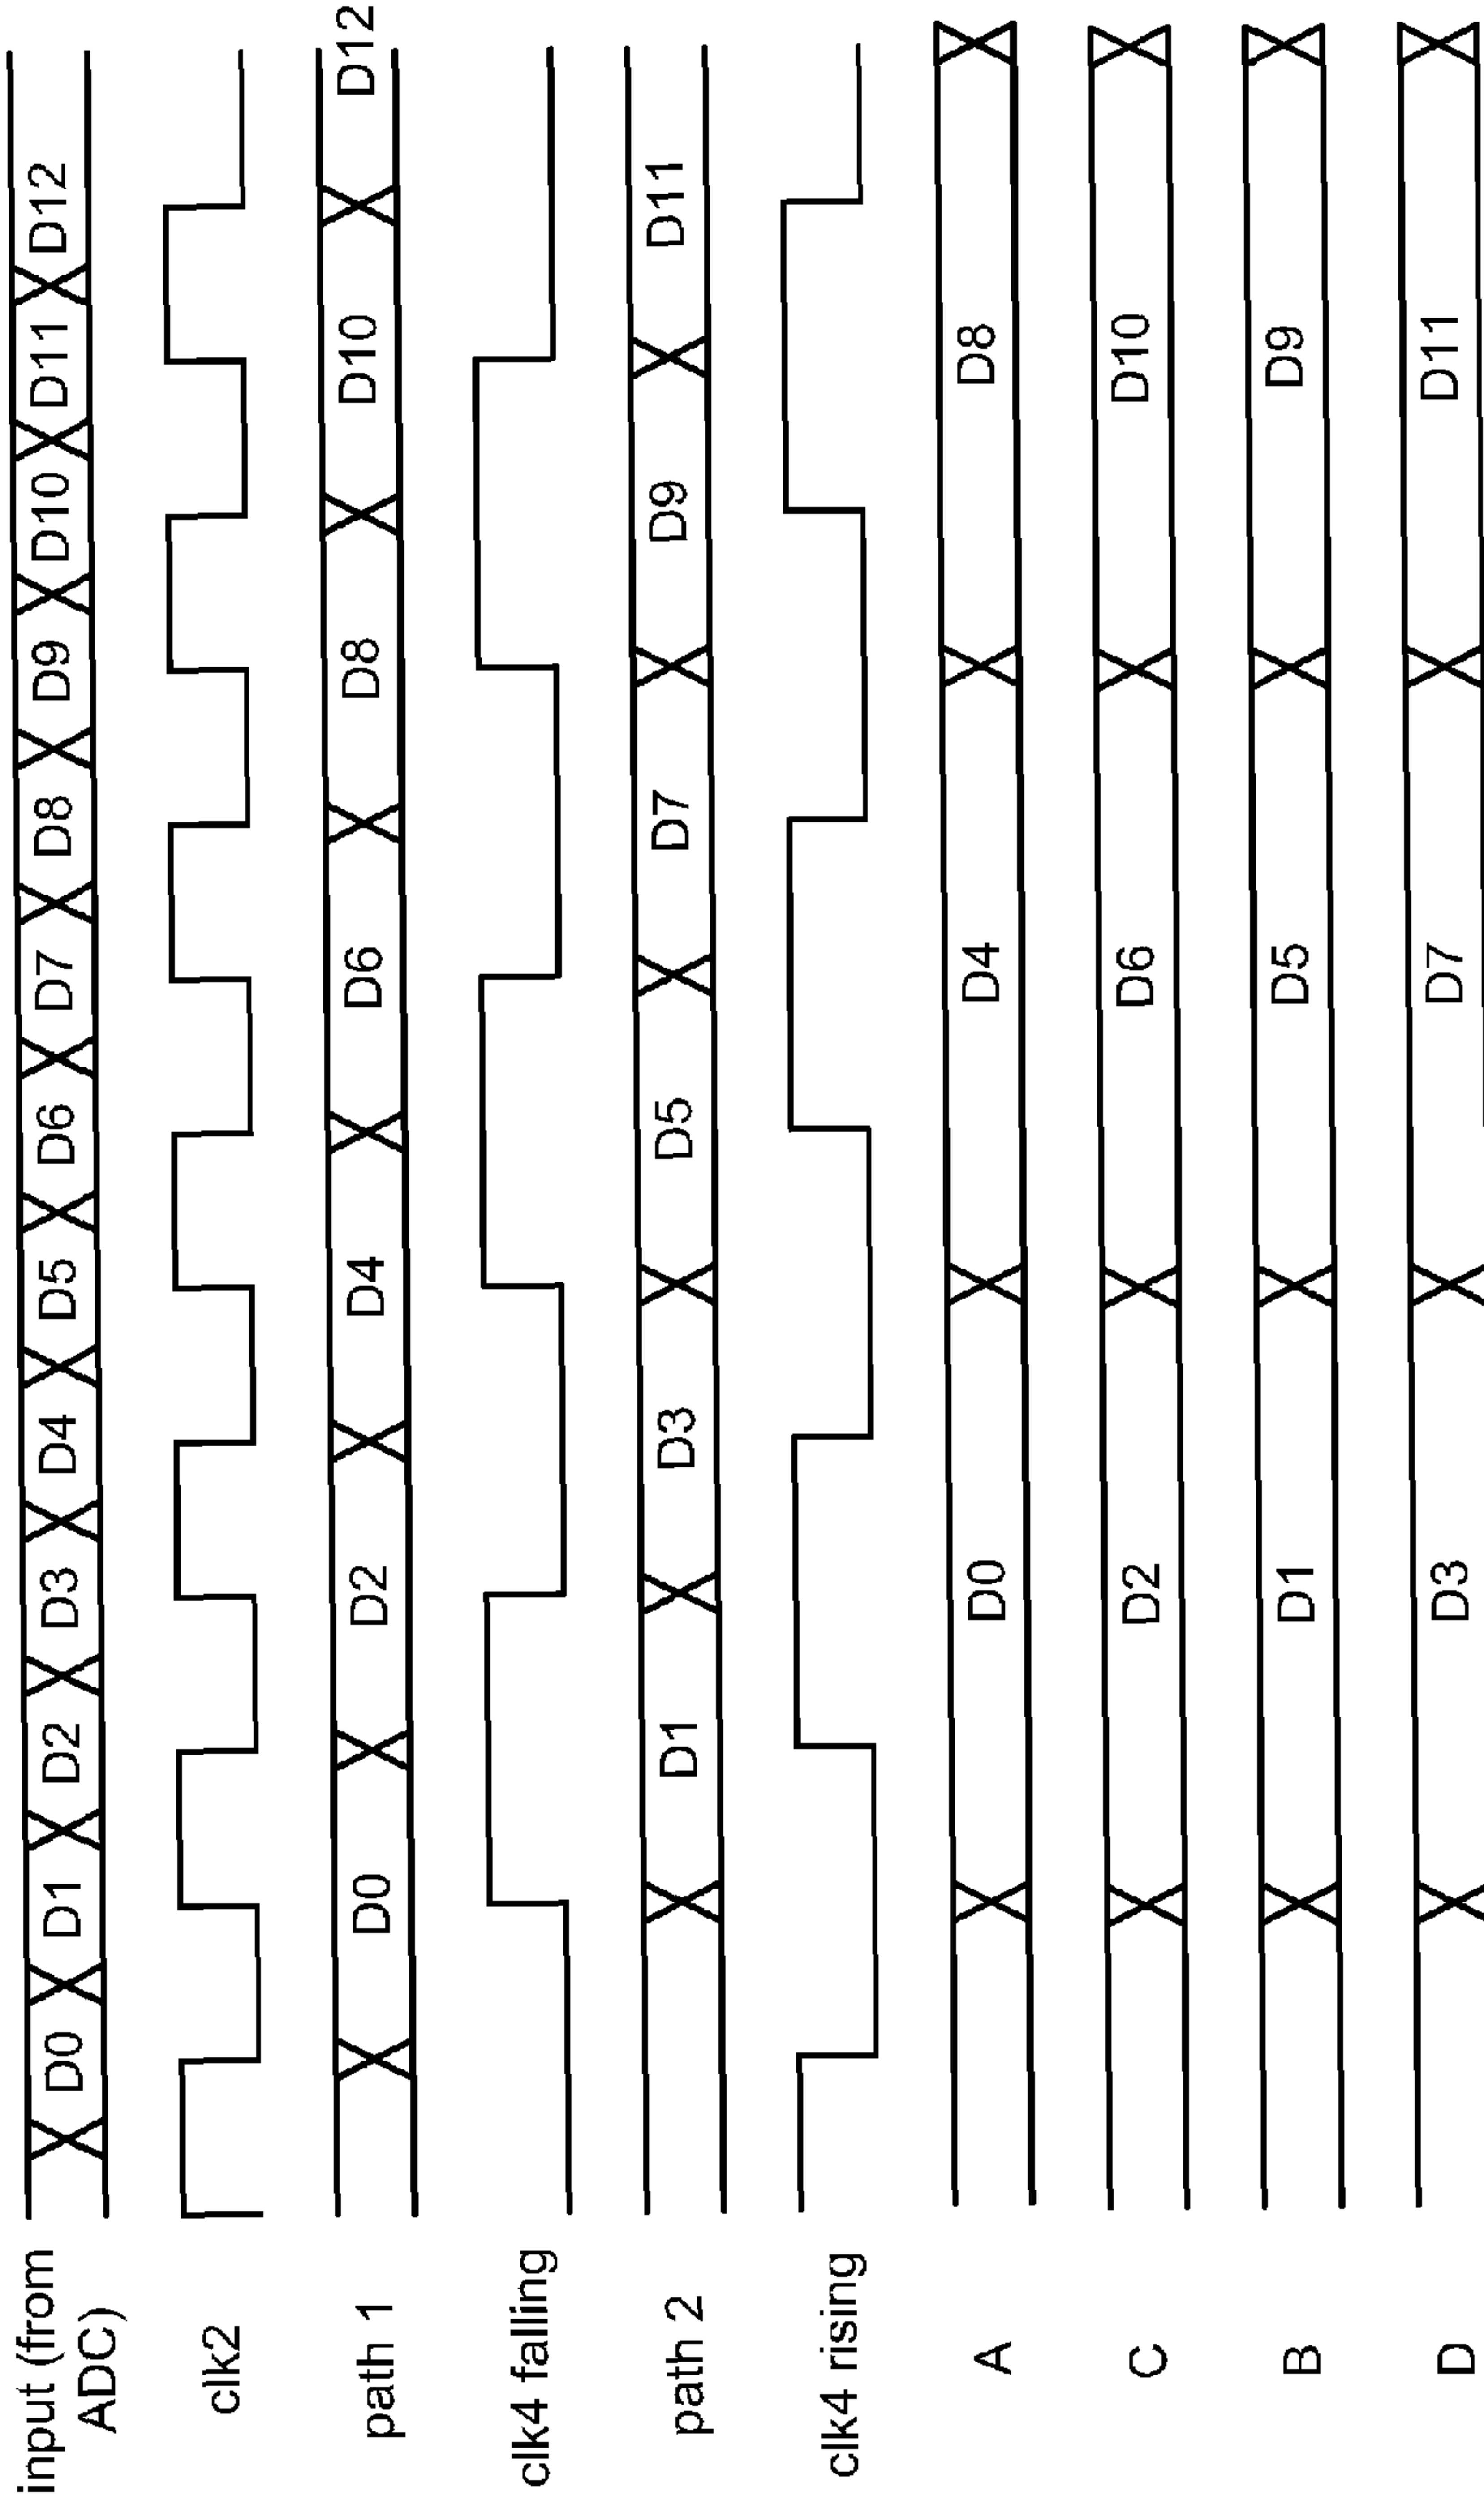 input (from
ADC)
D0 D1 D2 D3 D4 D5 D6 D7 D8 D9 D10 D11 D12
clk2
path 1
D0 D2 D4 D6 D8 D10 D12
clk4 falling
path 2
D1 D3 D5 D7 D9 D11
clk4 rising
A
D0 D4 D8
C
D2 D6 D10
B
D1 D5 D9
D
D3 D7 D11